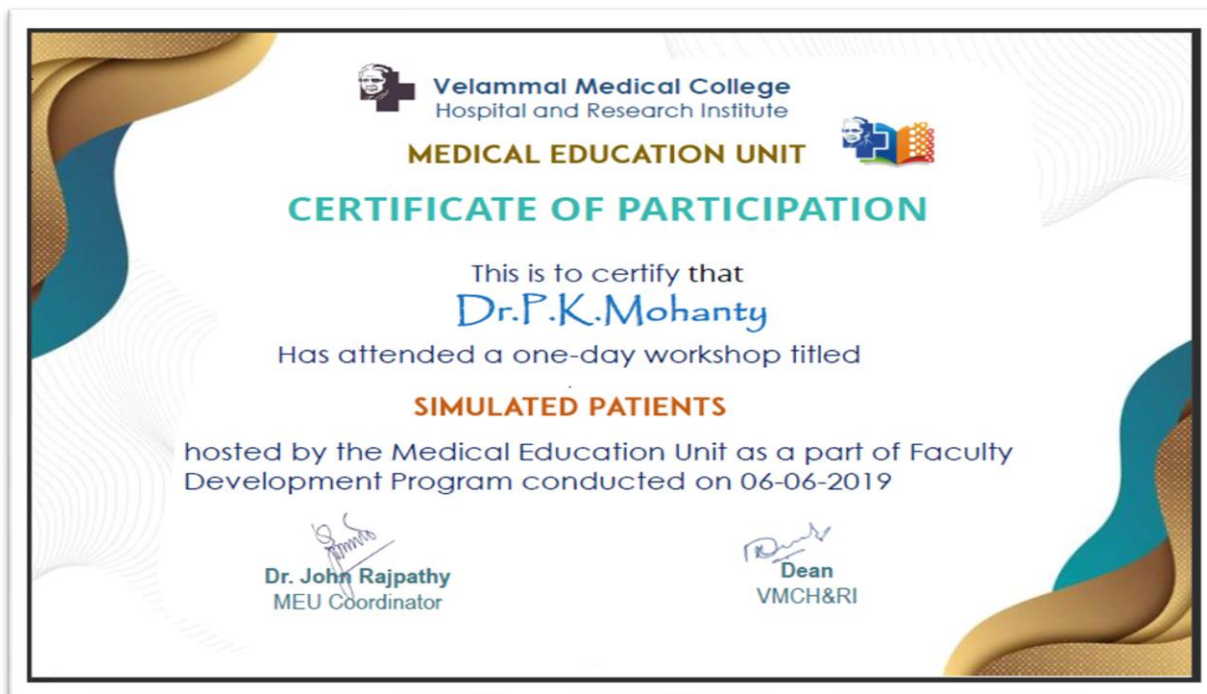 Velammal Medical College
Hospital and Research Institute
MEDICAL EDUCATION UNIT
CERTIFICATE OF PARTICIPATION
This is to certify that
Dr.P.K.Mohanty
Has attended a one-day workshop titled
SIMULATED PATIENTS
hosted by the Medical Education Unit as a part of Faculty
Development Program conducted on 06-06-2019
Dr. John Rajpathy
MEU Coordinator
Dean
VMCH&RI